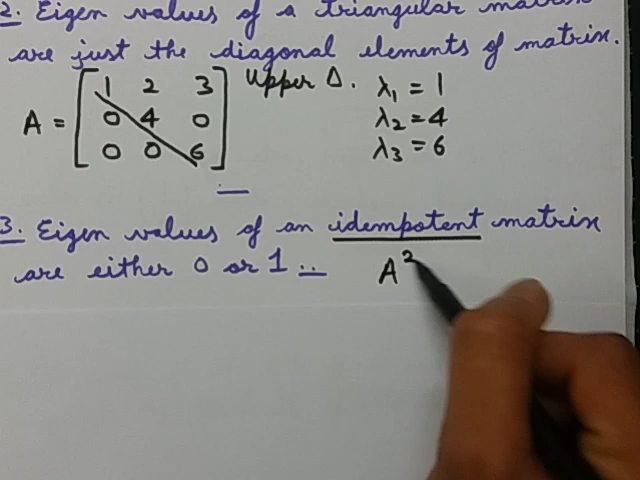 2. Eigen values of a triangular matrix
are just the diagonal elements of matrix.
A = [1 2 3 Upper Δ. λ1 = 1
0 4 0 λ2 = 4
0 0 6] λ3 = 6
3. Eigen values of an idempotent matrix
are either 0 or 1 .. A²